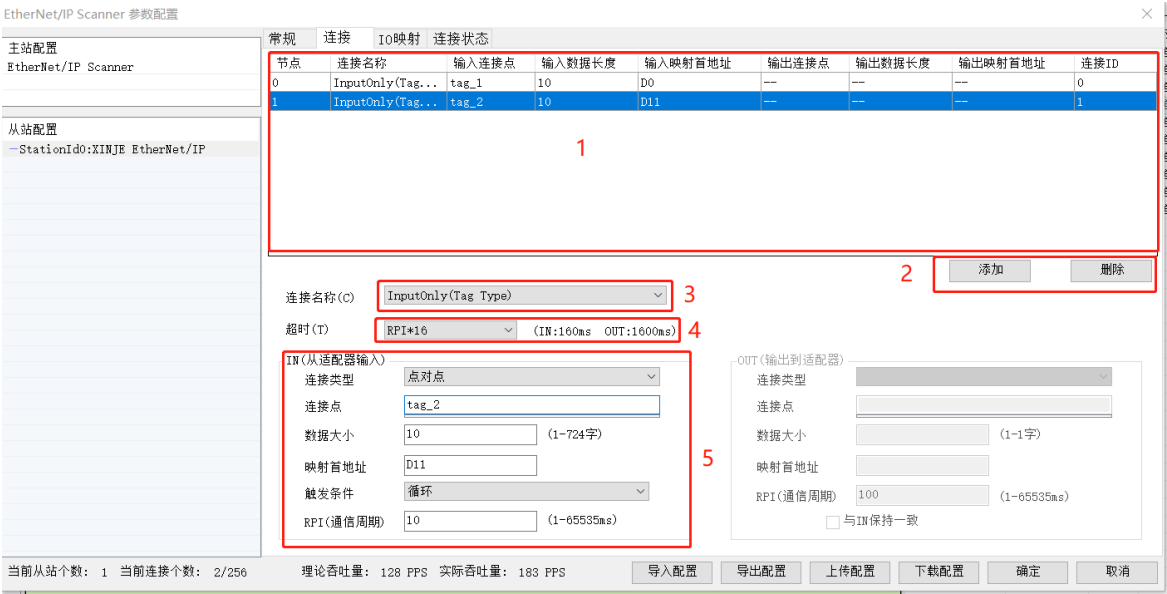 EtherNet/IP Scanner 参数配置
主站配置
EtherNet/IP Scanner
从站配置
StationId0:XINJE EtherNet/IP
常规 连接 IO映射 连接状态
节点 连接名称 输入连接点 输入数据长度 输入映射首地址 输出连接点 输出数据长度 输出映射首地址 连接ID
0 InputOnly(Tag... tag_1 10 D0 -- -- -- 0
1 InputOnly(Tag... tag_2 10 D11 -- -- -- 1
1
2 添加 删除
连接名称(C) InputOnly(Tag Type) 3
超时(T) RPI*16 (IN:160ms OUT:1600ms) 4
IN(从适配器输入)
连接类型 点对点
连接点 tag_2
数据大小 10 (1-724字)
映射首地址 D11
触发条件 循环
RPI(通信周期) 10 (1-65535ms)
5
OUT(输出到适配器)
连接类型
连接点
数据大小 (1-1字)
映射首地址
RPI(通信周期) 100 (1-65535ms)
与IN保持一致
当前从站个数: 1 当前连接个数: 2/256 理论吞吐量: 128 PPS 实际吞吐量: 183 PPS 导入配置 导出配置 上传配置 下载配置 确定 取消